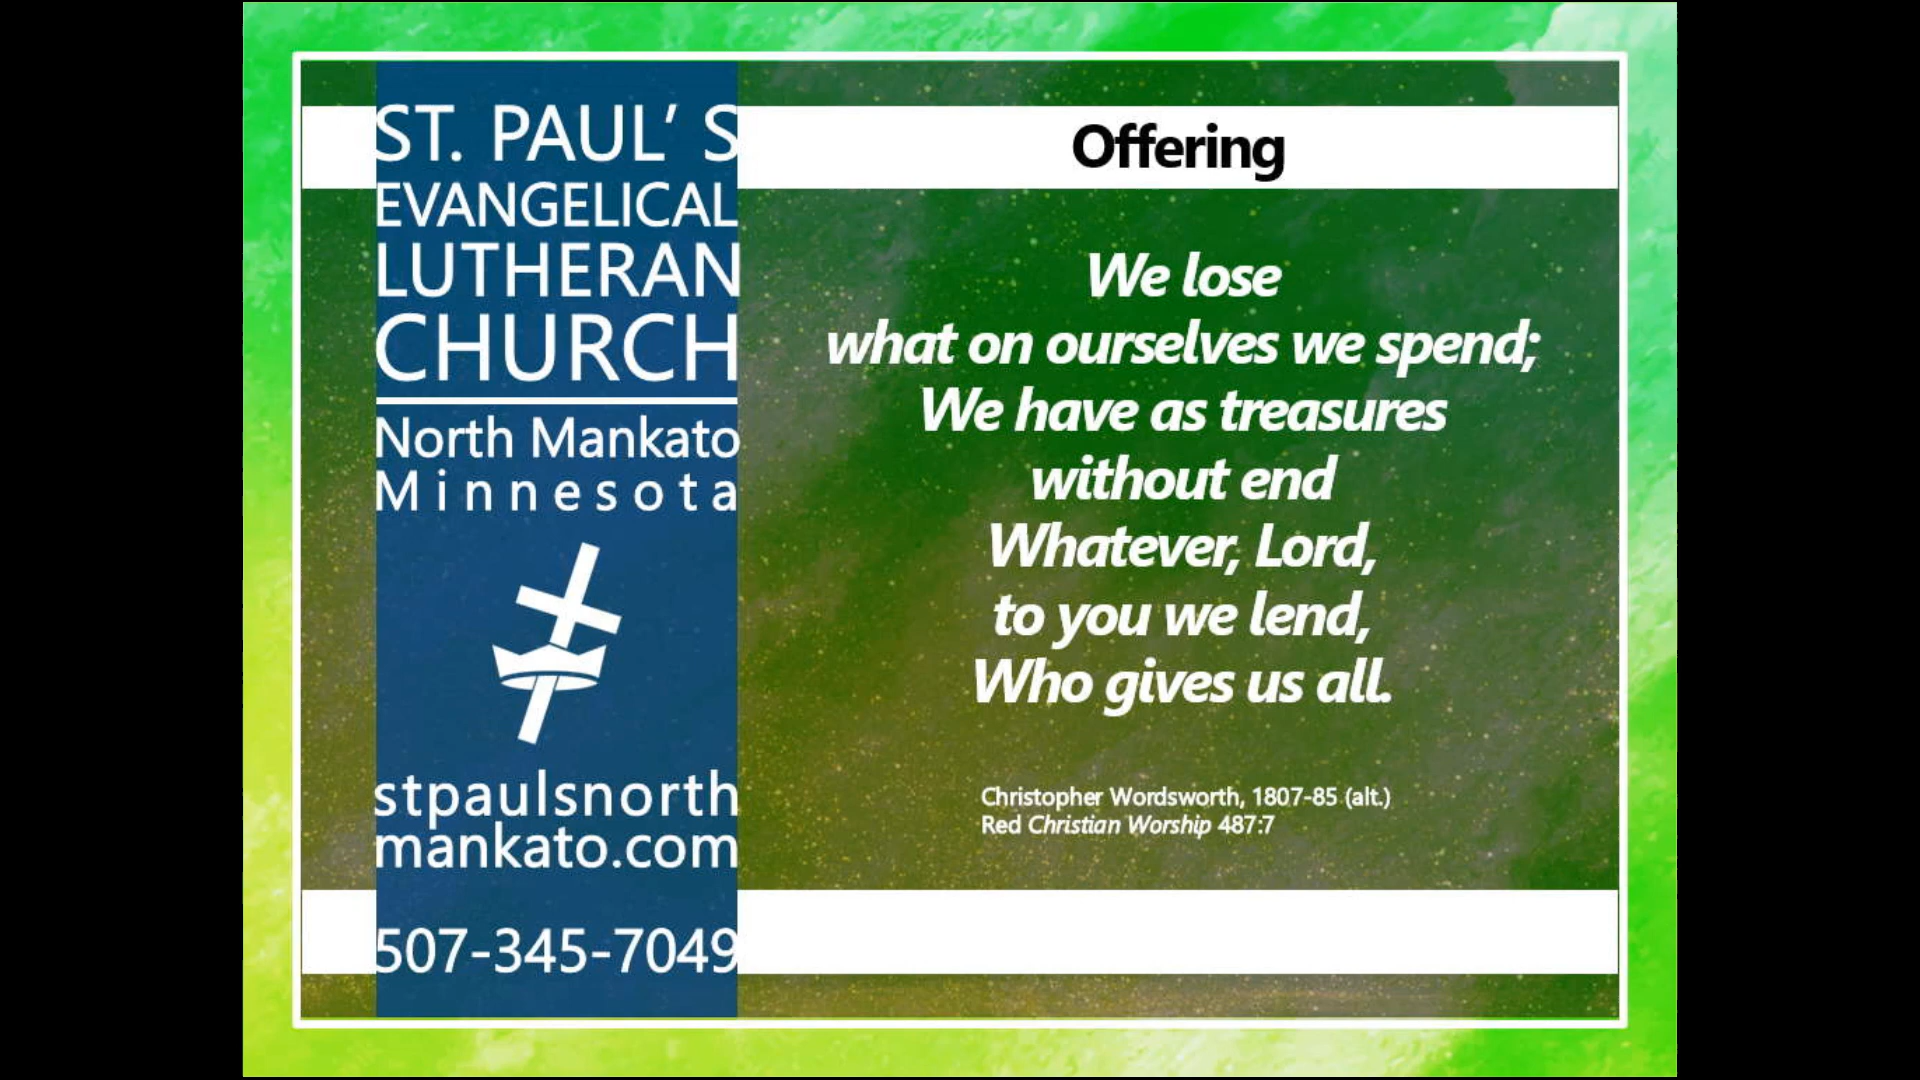 ST. PAUL’ S
EVANGELICAL
LUTHERAN
CHURCH
North Mankato
Minnesota
stpaulsnorth
mankato.com
507-345-7049
Offering
We lose
what on ourselves we spend;
We have as treasures
without end
Whatever, Lord,
to you we lend,
Who gives us all.
Christopher Wordsworth, 1807-85 (alt.)
Red Christian Worship 487:7